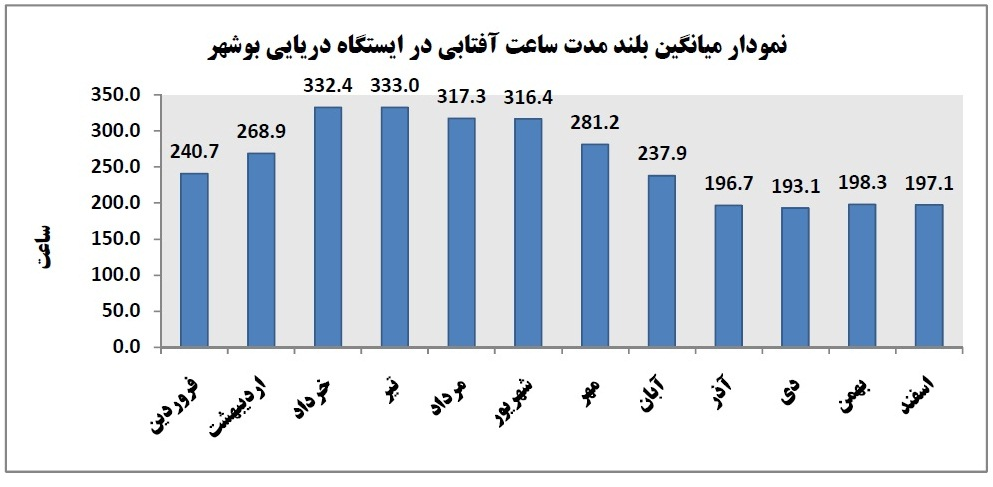 نمودار میانگین بلند مدت ساعت آفتابی در ایستگاه دریایی بوشهر
350.0
300.0
250.0
200.0
150.0
100.0
50.0
0.0
ساعت
240.7
268.9
332.4
333.0
317.3
316.4
281.2
237.9
196.7
193.1
198.3
197.1
فروردین
اردیبهشت
خرداد
تیر
مرداد
شهریور
مهر
آبان
آذر
دی
بهمن
اسفند